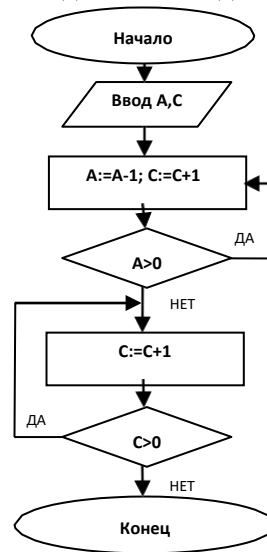 Начало
Ввод A,C
A:=A-1; C:=C+1
ДА
A>0
НЕТ
C:=C+1
ДА
C>0
НЕТ
Конец